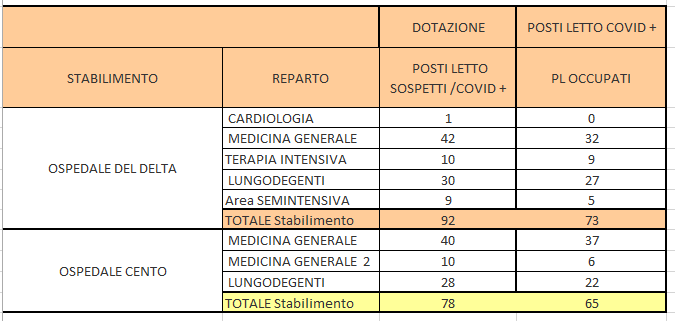 DOTAZIONE POSTI LETTO COVID +
STABILIMENTO REPARTO POSTI LETTO SOSPETTI /COVID + PL OCCUPATI
OSPEDALE DEL DELTA
CARDIOLOGIA 1 0
MEDICINA GENERALE 42 32
TERAPIA INTENSIVA 10 9
LUNGODEGENTI 30 27
Area SEMINTENSIVA 9 5
TOTALE Stabilimento 92 73
OSPEDALE CENTO
MEDICINA GENERALE 40 37
MEDICINA GENERALE 2 10 6
LUNGODEGENTI 28 22
TOTALE Stabilimento 78 65